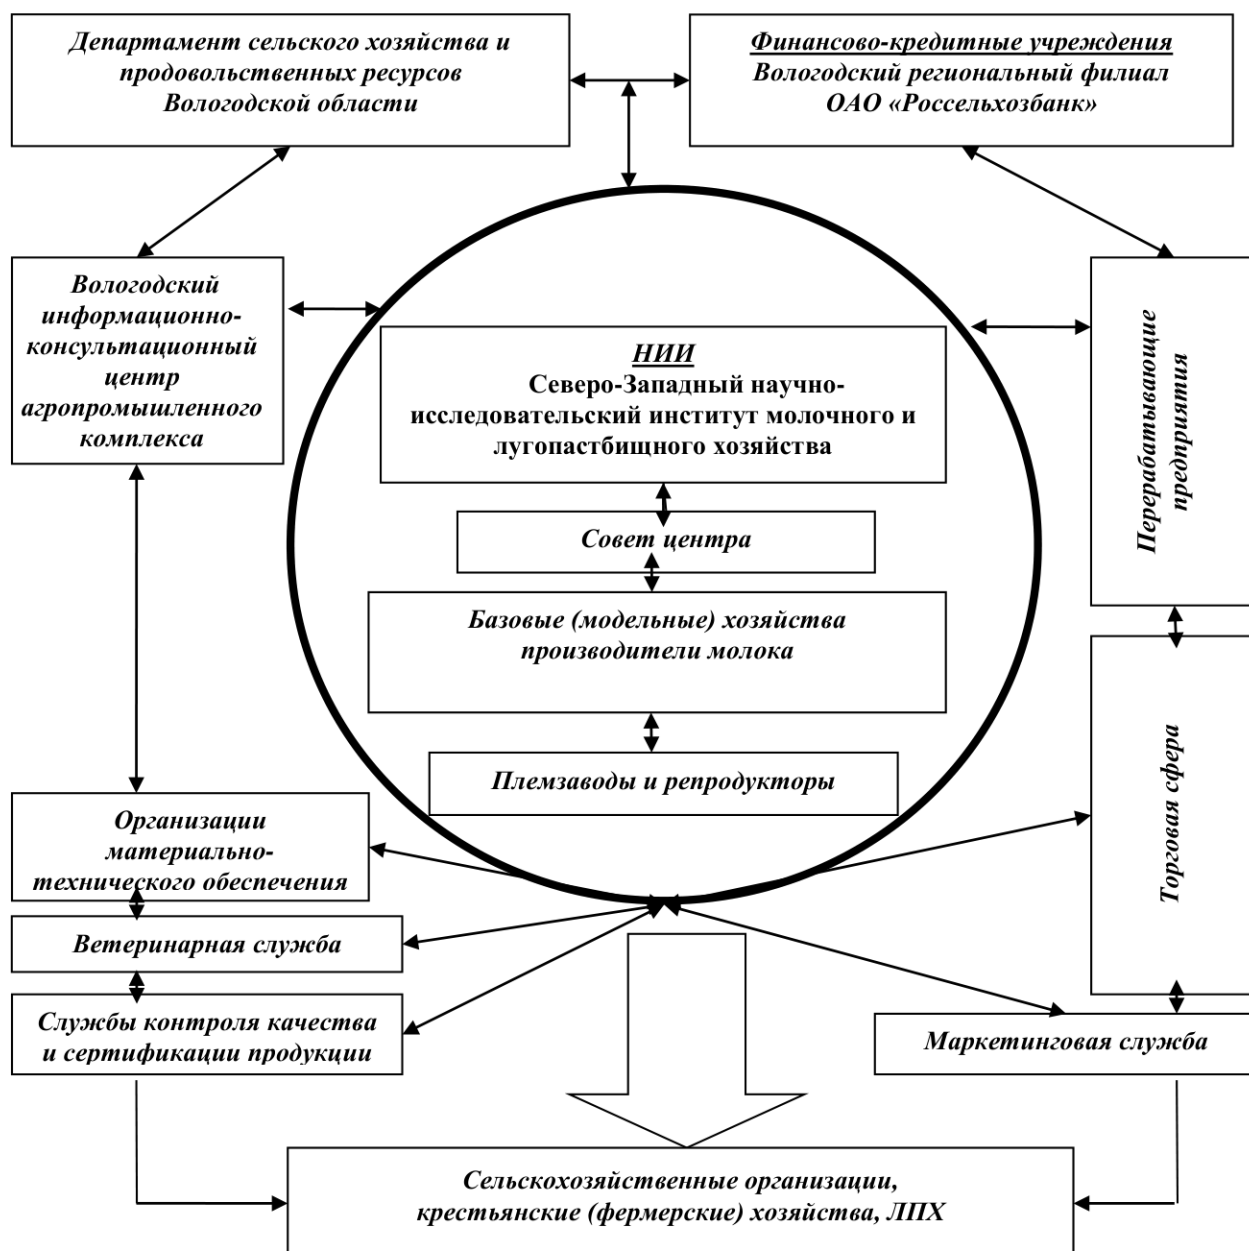 Департамент сельского хозяйства и
продовольственных ресурсов
Вологодской области
Финансово-кредитные учреждения
Вологодский региональный филиал
ОАО «Россельхозбанк»
Вологодский
информационно-
консультационный
центр
агропромышленного
комплекса
НИИ
Северо-Западный научно-
исследовательский институт молочного и
лугопастбищного хозяйства
Перерабатывающие
предприятия
Совет центра
Базовые (модельные) хозяйства
производители молока
Племзаводы и репродукторы
Торговая сфера
Организации
материально-
технического обеспечения
Ветеринарная служба
Службы контроля качества
и сертификации продукции
Маркетинговая служба
Сельскохозяйственные организации,
крестьянские (фермерские) хозяйства, ЛПХ